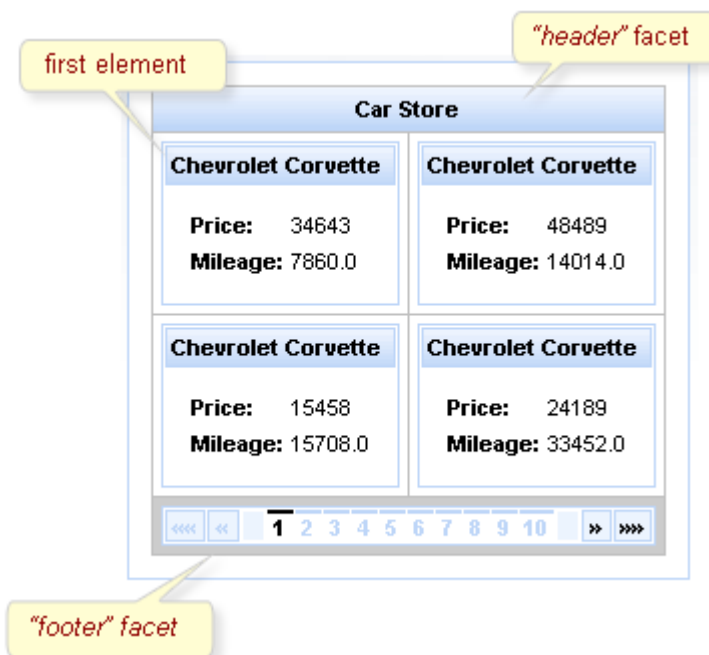 "header" facet
first element
Car Store
Chevrolet Corvette
Price: 34643
Mileage: 7860.0
Chevrolet Corvette
Price: 48489
Mileage: 14014.0
Chevrolet Corvette
Price: 15458
Mileage: 15708.0
Chevrolet Corvette
Price: 24189
Mileage: 33452.0
«« « 1 2 3 4 5 6 7 8 9 10 » »»
"footer" facet